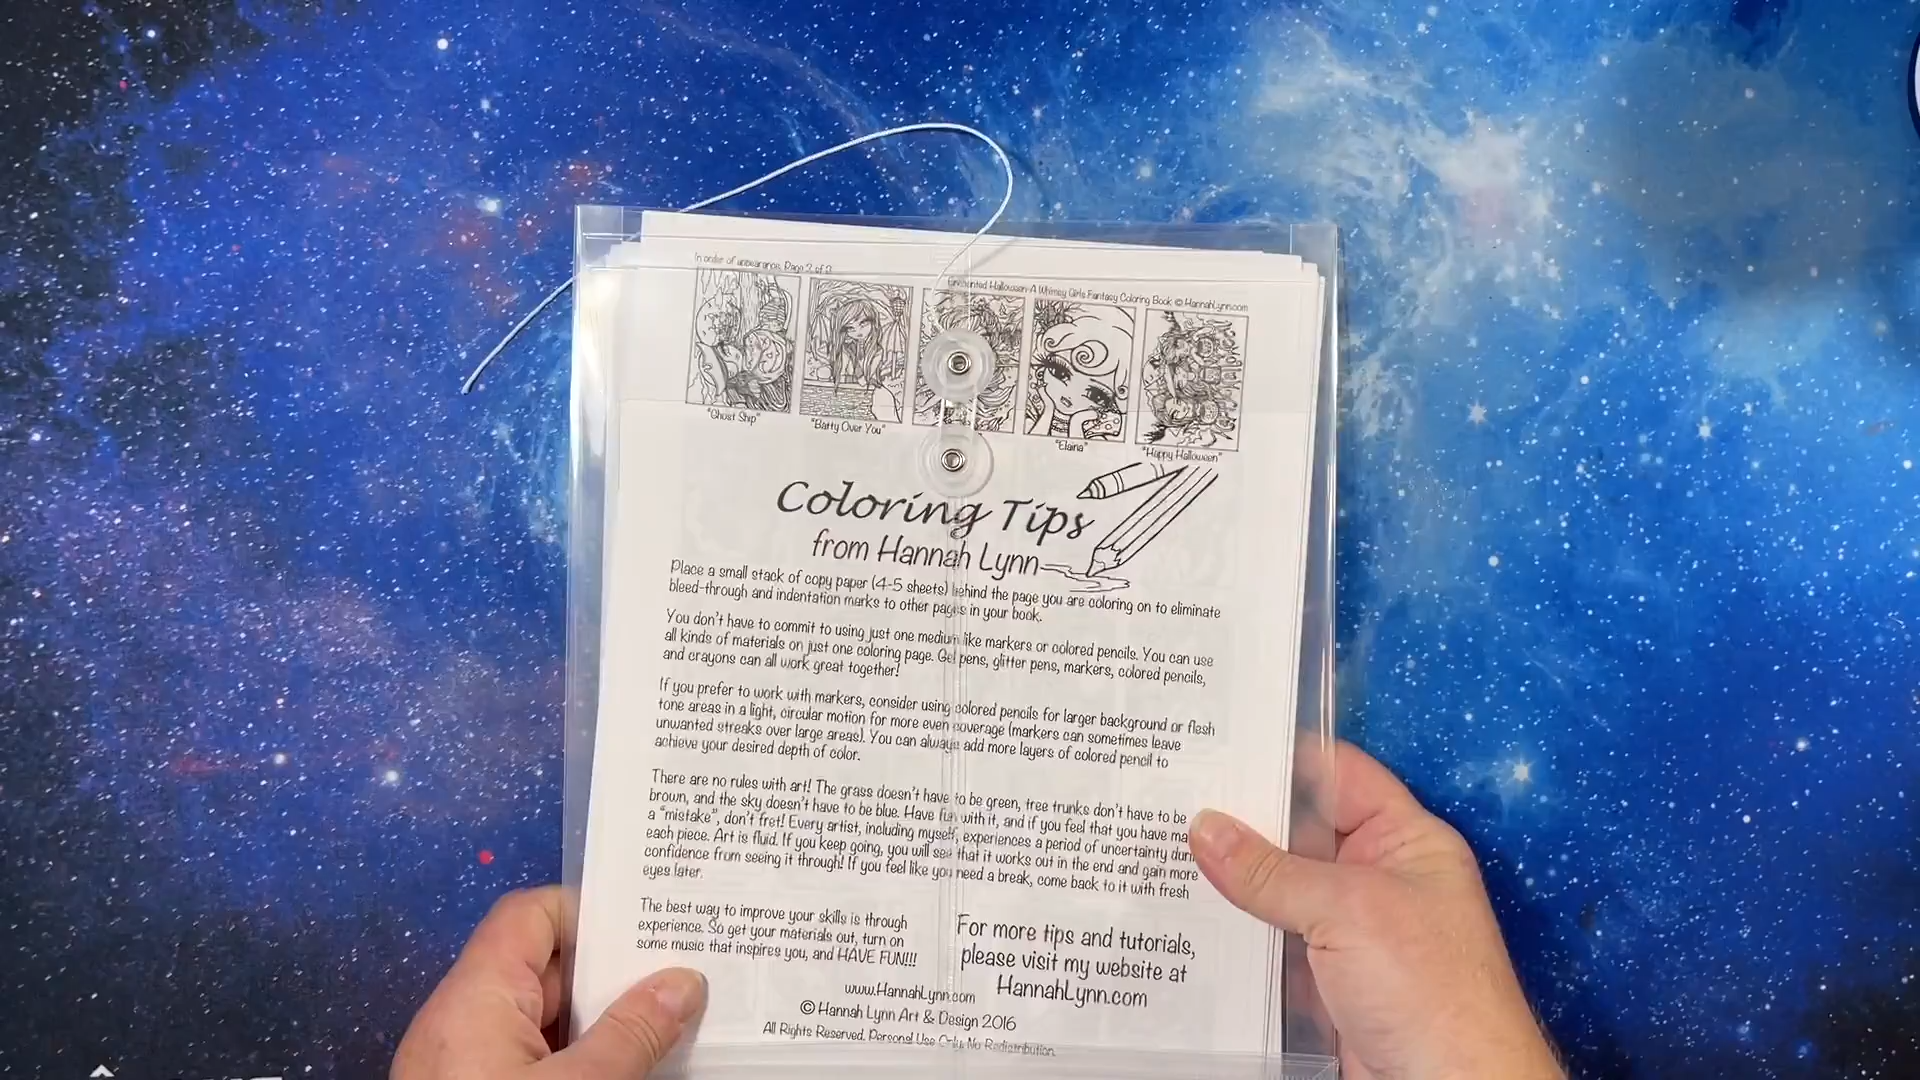 In order of appearance. Page 2 of 3
Enchanted Halloween-A Whimsy Girls Fantasy Coloring Book © HannahLynn.com
"Ghost Ship"
"Batty Over You"
"Elaina"
"Happy Halloween"
Coloring Tips
from Hannah Lynn
Place a small stack of copy paper (4-5 sheets) behind the page you are coloring on to eliminate
bleed-through and indentation marks to other pages in your book.
You don't have to commit to using just one medium like markers or colored pencils. You can use
all kinds of materials on just one coloring page. Gel pens, glitter pens, markers, colored pencils,
and crayons can all work great together!
If you prefer to work with markers, consider using colored pencils for larger background or flesh
tone areas in a light, circular motion for more even coverage (markers can sometimes leave
unwanted streaks over large areas). You can always add more layers of colored pencil to
achieve your desired depth of color.
There are no rules with art! The grass doesn't have to be green, tree trunks don't have to be
brown, and the sky doesn't have to be blue. Have fun with it, and if you feel that you have ma
a "mistake", don't fret! Every artist, including myself, experiences a period of uncertainty durin
each piece. Art is fluid. If you keep going, you will see that it works out in the end and gain more
confidence from seeing it through! If you feel like you need a break, come back to it with fresh
eyes later.
The best way to improve your skills is through
experience. So get your materials out, turn on
some music that inspires you, and HAVE FUN!!!
For more tips and tutorials,
please visit my website at
HannahLynn.com
www.HannahLynn.com
© Hannah Lynn Art & Design 2016
All Rights Reserved. Personal Use Only. No Redistribution.